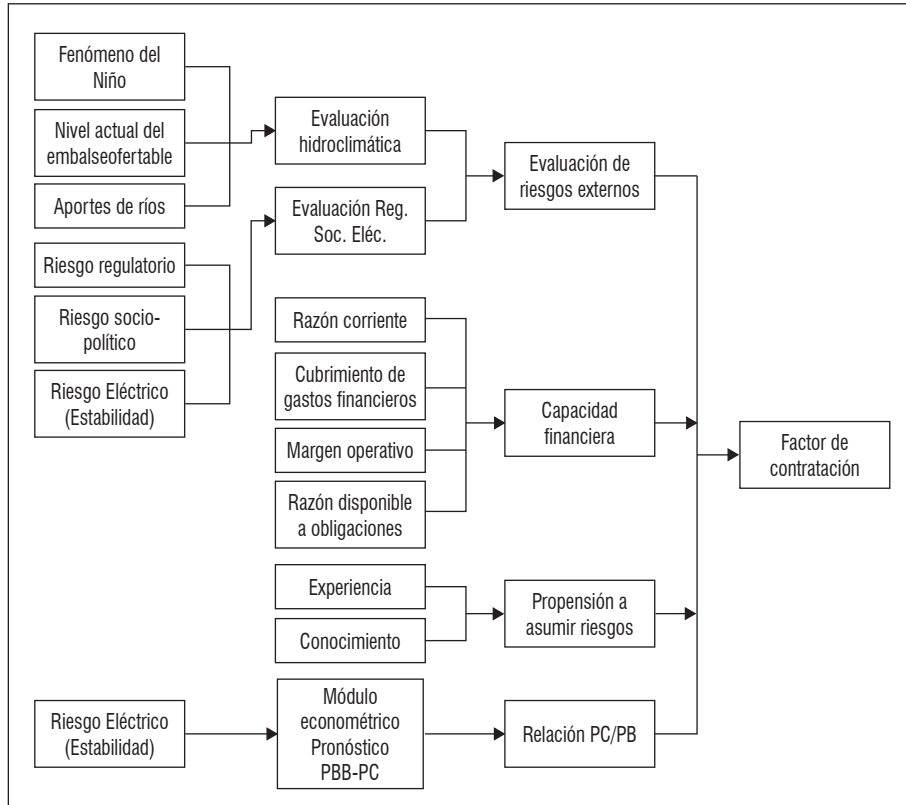 Fenómeno del
Niño
Nivel actual del
embalseofertable
Aportes de ríos
Riesgo regulatorio
Riesgo socio-
político
Riesgo Eléctrico
(Estabilidad)
Evaluación
hidroclimática
Evaluación Reg.
Soc. Eléc.
Razón corriente
Cubrimiento de
gastos financieros
Margen operativo
Razón disponible
a obligaciones
Experiencia
Conocimiento
Evaluación de
riesgos externos
Capacidad
financiera
Propensión a
asumir riesgos
Factor de
contratación
Riesgo Eléctrico
(Estabilidad)
Módulo
econométrico
Pronóstico
PBB-PC
Relación PC/PB